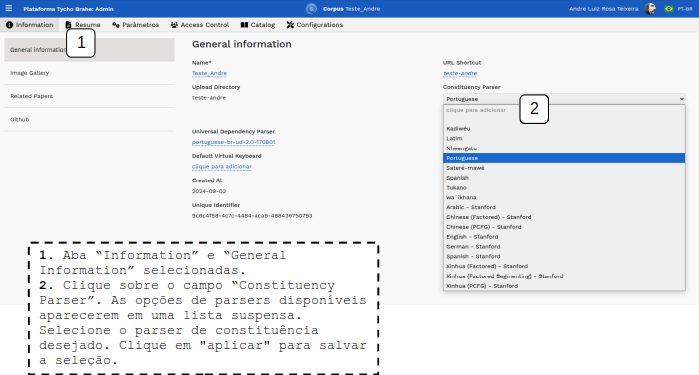 Plataforma Tycho Brahe: Admin
Corpus Teste_Andre
Andre Luiz Rosa Teixeira
PT-BR
Information
Resume
Parâmetros
Access Control
Catalog
Configurations
General information
Image Gallery
Related Papers
Github
1
General information
Name*
Teste_Andre
Upload Directory
teste-andre
Universal Dependency Parser
portuguese-br-ud-2.0-170801
Default Virtual Keyboard
clique para adicionar
Created At
2024-09-02
Unique Identifier
9c6c4f58-4c7c-4484-aca9-488436750793
URL Shortcut
teste-andre
Constituency Parser
Portuguese
2
clique para adicionar
Kadiwéu
Latim
Nheengatu
Portuguese
Sateré-mawé
Spanish
Tukano
wa´ikhana
Arabic - Stanford
Chinese (Factored) - Stanford
Chinese (PCFG) - Stanford
English - Stanford
German - Stanford
Spanish - Stanford
Xinhua (Factored) - Stanford
Xinhua (Factored Segmenting) - Stanford
Xinhua (PCFG) - Stanford
1. Aba “Information” e “General
Information” selecionadas.
2. Clique sobre o campo “Constituency
Parser”. As opções de parsers disponíveis
aparecerem em uma lista suspensa.
Selecione o parser de constituência
desejado. Clique em "aplicar" para salvar
a seleção.